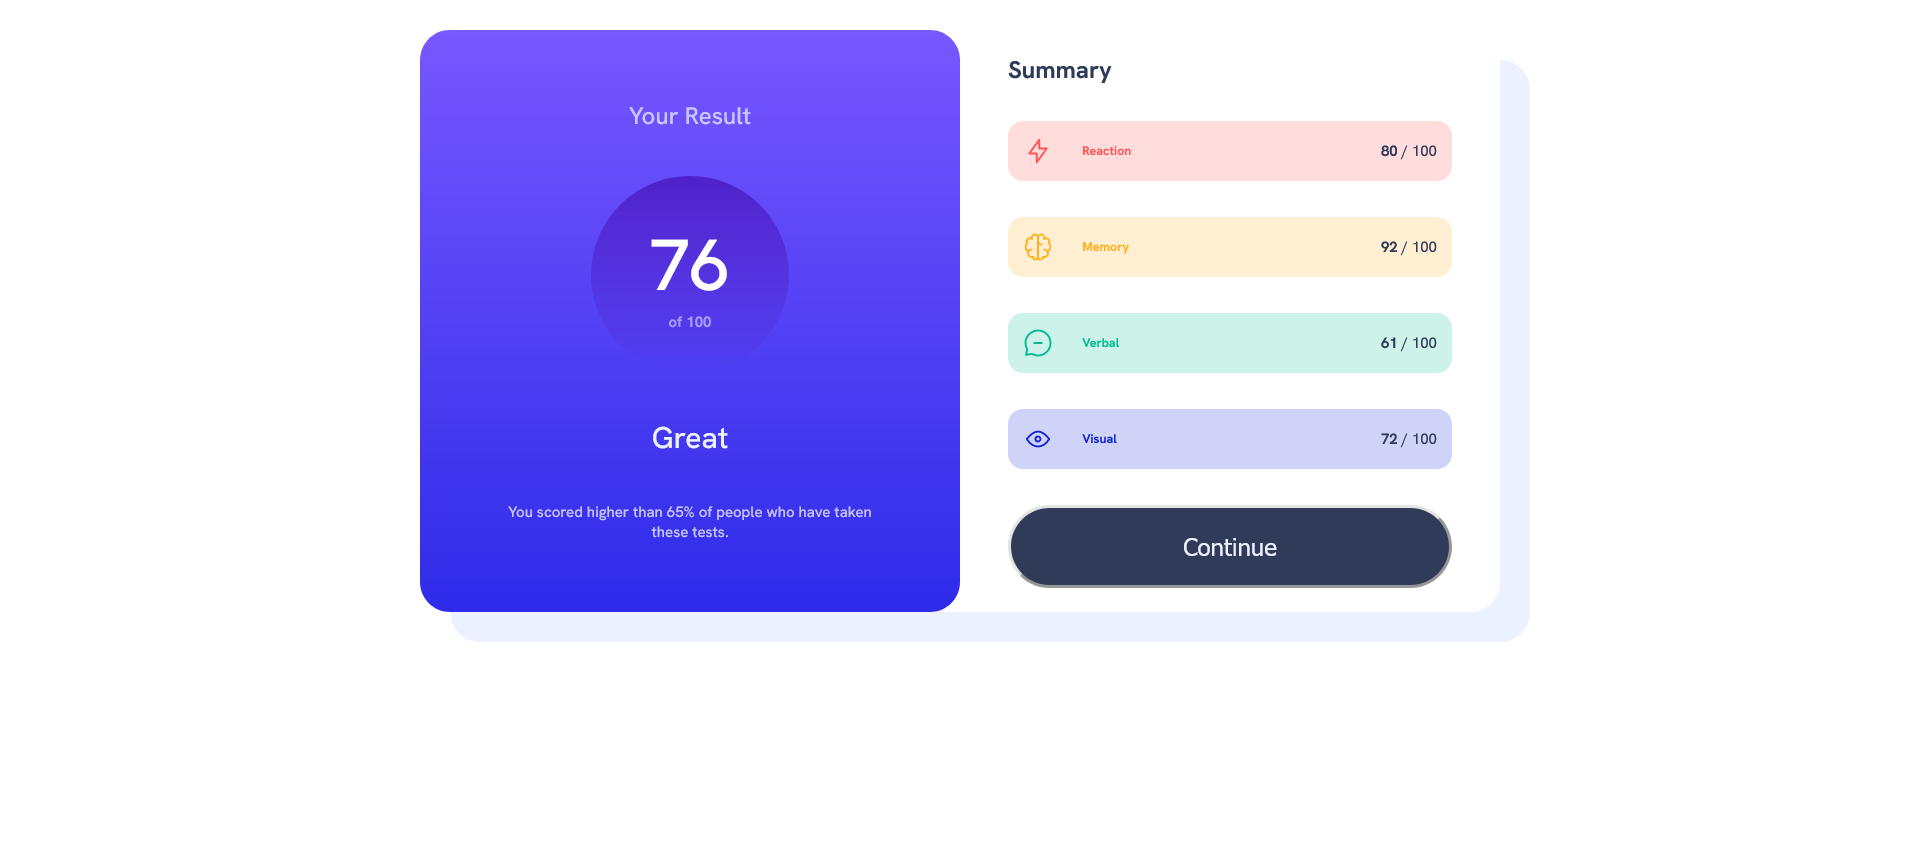 Your Result
76
of 100
Great
You scored higher than 65% of people who have taken
these tests.
Summary
Reaction 80 / 100
Memory 92 / 100
Verbal 61 / 100
Visual 72 / 100
Continue